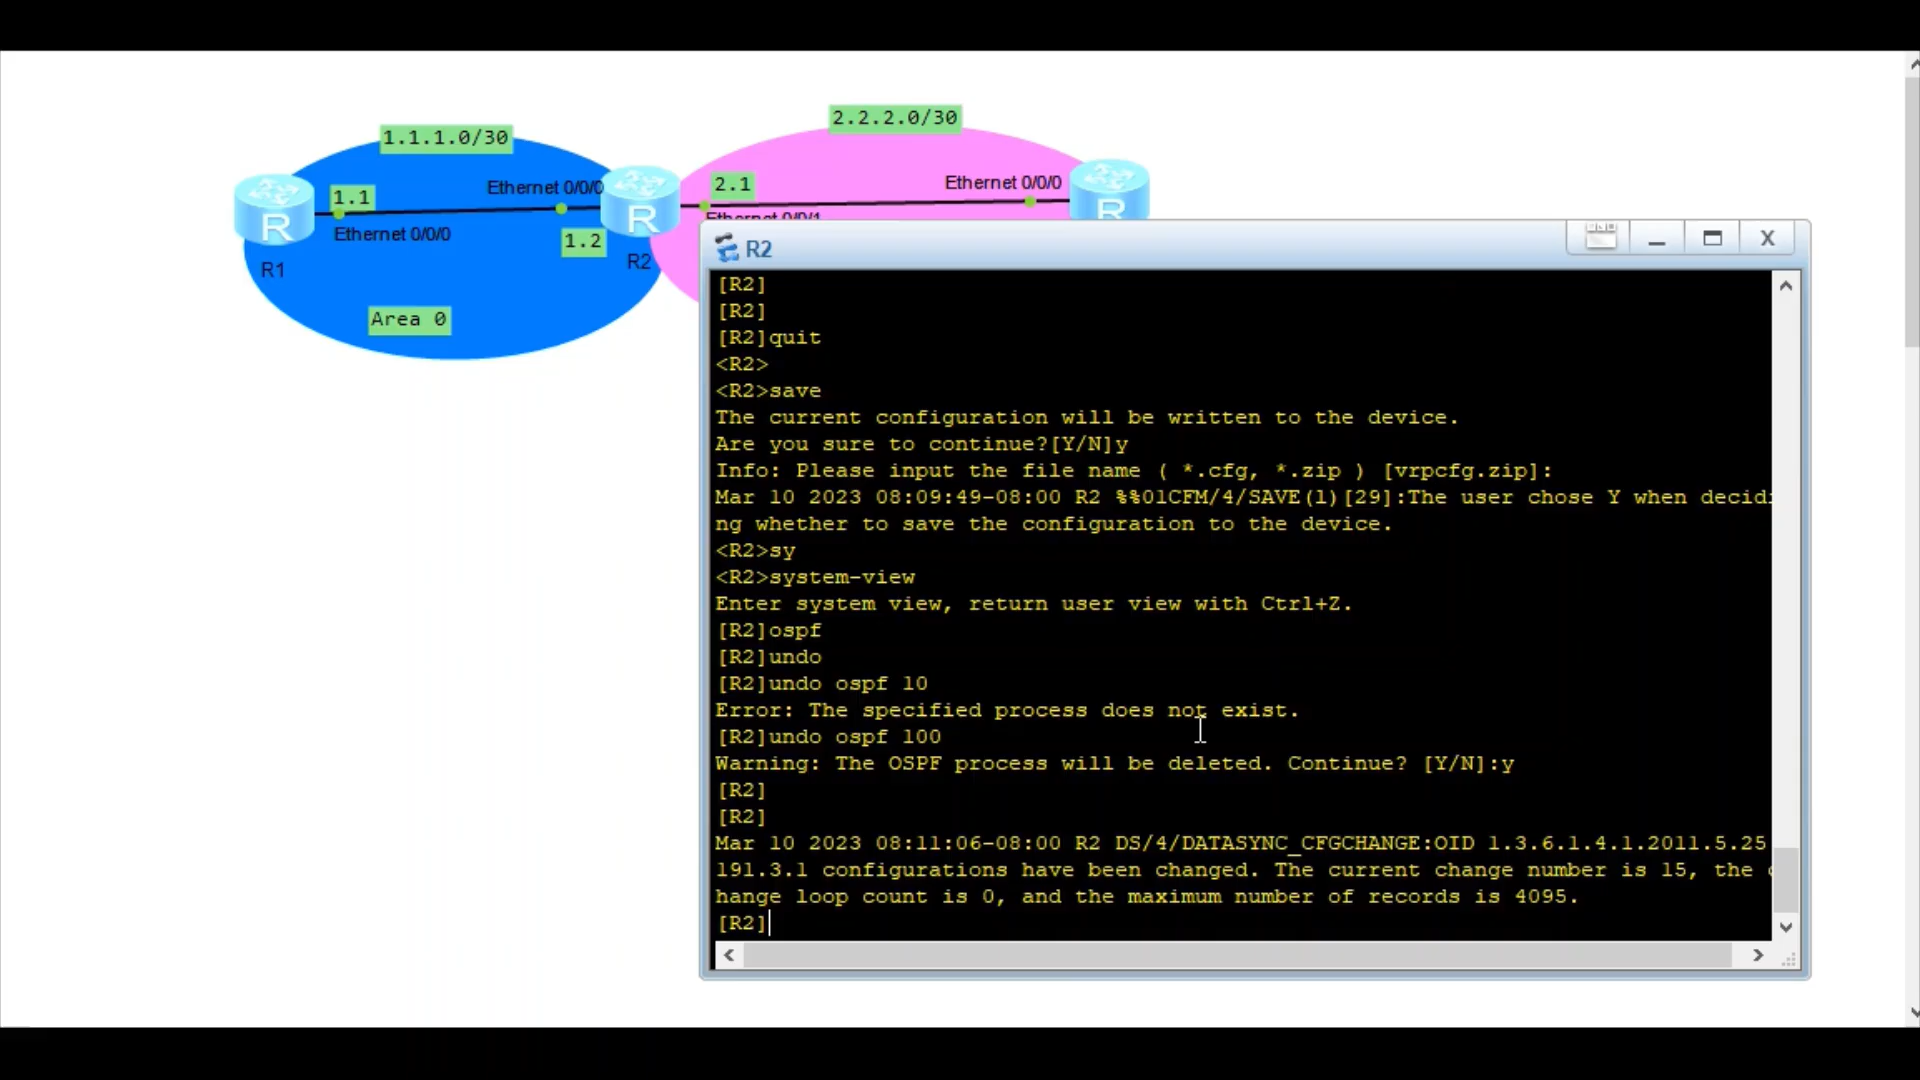 2.2.2.0/30
1.1.1.0/30
Ethernet 0/0/0
2.1
Ethernet 0/0/0
1.1
R
R
R
Ethernet 0/0/1
Ethernet 0/0/0
1.2
R1
R2
Area 0
R2
X
[R2]
[R2]
[R2]quit
<R2>
<R2>save
The current configuration will be written to the device.
Are you sure to continue?[Y/N]y
Info: Please input the file name ( *.cfg, *.zip ) [vrpcfg.zip]:
Mar 10 2023 08:09:49-08:00 R2 %%01CFM/4/SAVE(l)[29]:The user chose Y when decidi
ng whether to save the configuration to the device.
<R2>sy
<R2>system-view
Enter system view, return user view with Ctrl+Z.
[R2]ospf
[R2]undo
[R2]undo ospf 10
Error: The specified process does not exist.
[R2]undo ospf 100
Warning: The OSPF process will be deleted. Continue? [Y/N]:y
[R2]
[R2]
Mar 10 2023 08:11:06-08:00 R2 DS/4/DATASYNC_CFGCHANGE:OID 1.3.6.1.4.1.2011.5.25
191.3.1 configurations have been changed. The current change number is 15, the c
hange loop count is 0, and the maximum number of records is 4095.
[R2]